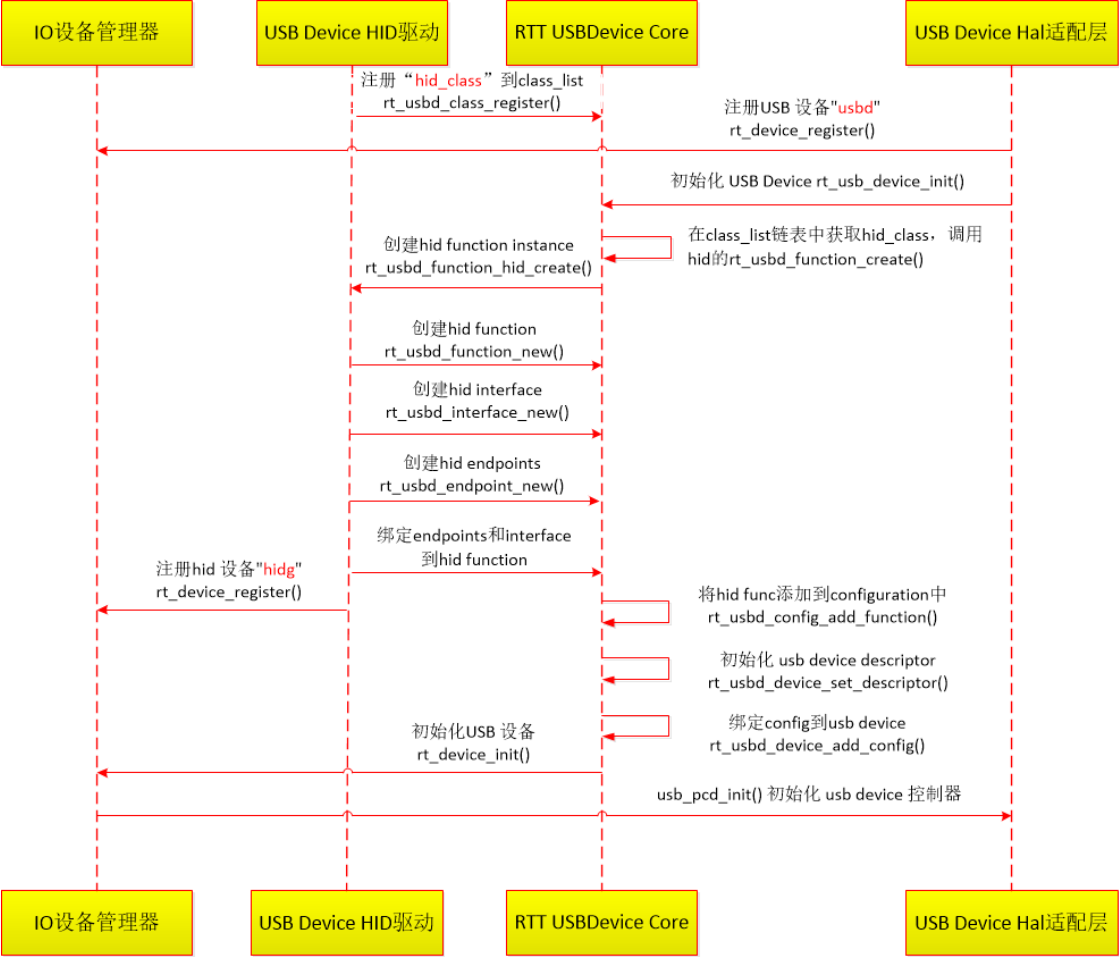 IO设备管理器
USB Device HID驱动
RTT USBDevice Core
USB Device Hal适配层
注册“hid_class”到class_list
rt_usbd_class_register()
注册USB 设备"usbd"
rt_device_register()
初始化 USB Device rt_usb_device_init()
在class_list链表中获取hid_class，调用
hid的rt_usbd_function_create()
创建hid function instance
rt_usbd_function_hid_create()
创建hid function
rt_usbd_function_new()
创建hid interface
rt_usbd_interface_new()
创建hid endpoints
rt_usbd_endpoint_new()
绑定endpoints和interface
到hid function
注册hid 设备"hidg"
rt_device_register()
将hid func添加到configuration中
rt_usbd_config_add_function()
初始化 usb device descriptor
rt_usbd_device_set_descriptor()
绑定config到usb device
rt_usbd_device_add_config()
初始化USB 设备
rt_device_init()
usb_pcd_init() 初始化 usb device 控制器
IO设备管理器
USB Device HID驱动
RTT USBDevice Core
USB Device Hal适配层